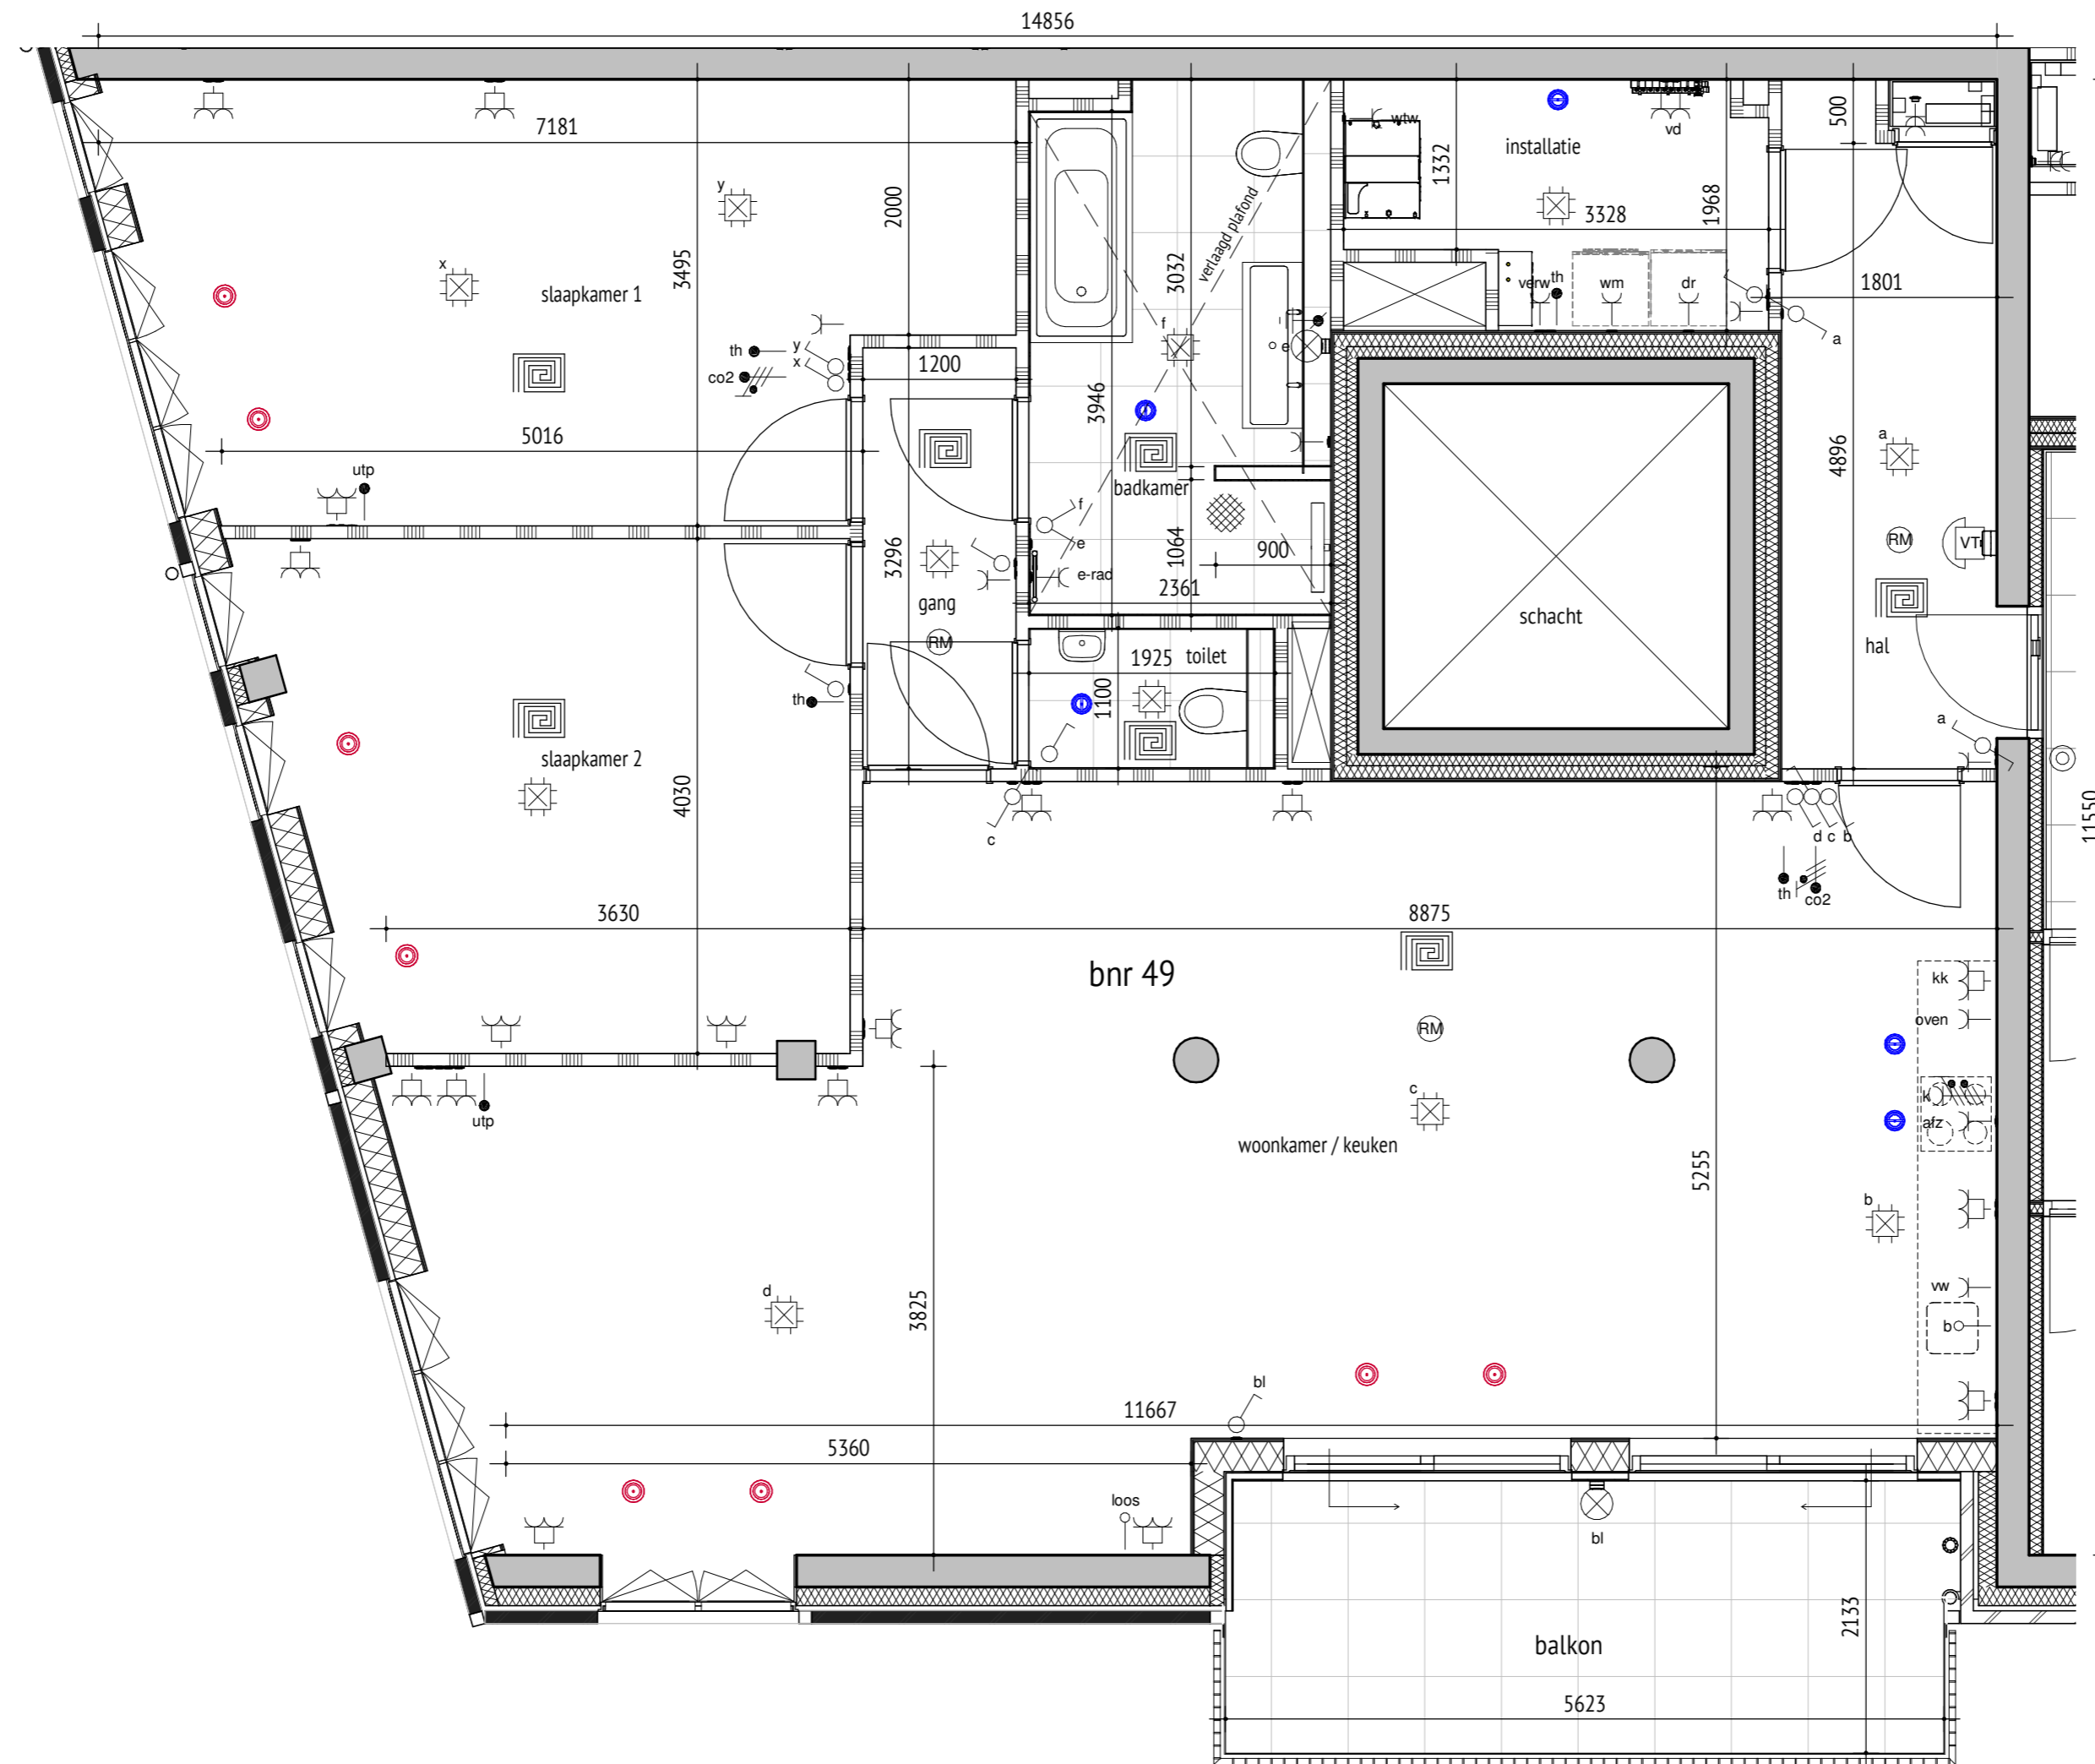 14856
7181
y
x
slaapkamer 1
3495
2000
th
co2
y
x
1200
5016
utp
3032
3946
verlaagd plafond
f
e
badkamer
f
e
e-rad
1064
900
2361
wtw
1332
installatie
vd
3328
1968
verw
th
wm
dr
500
1801
a
a
4896
RM
VT
hal
a
schacht
3296
gang
RM
1925
toilet
1100
slaapkamer 2
th
4030
3630
c
d
c
b
th
co2
8875
bnr 49
RM
c
woonkamer / keuken
kk
oven
k
afz
b
vw
b
5255
11550
utp
d
3825
bl
11667
5360
loos
bl
balkon
2133
5623